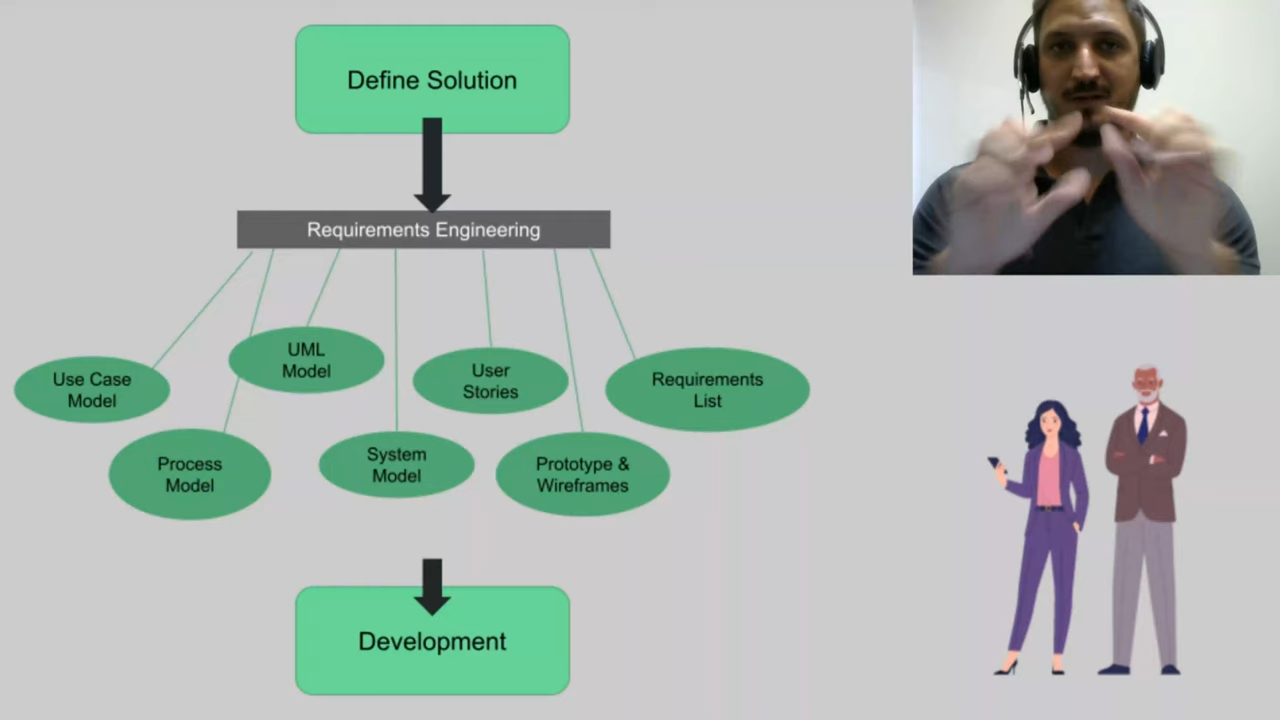 Define Solution
Requirements Engineering
UML
Model
User
Stories
Use Case
Model
Requirements
List
Process
Model
System
Model
Prototype &
Wireframes
Development